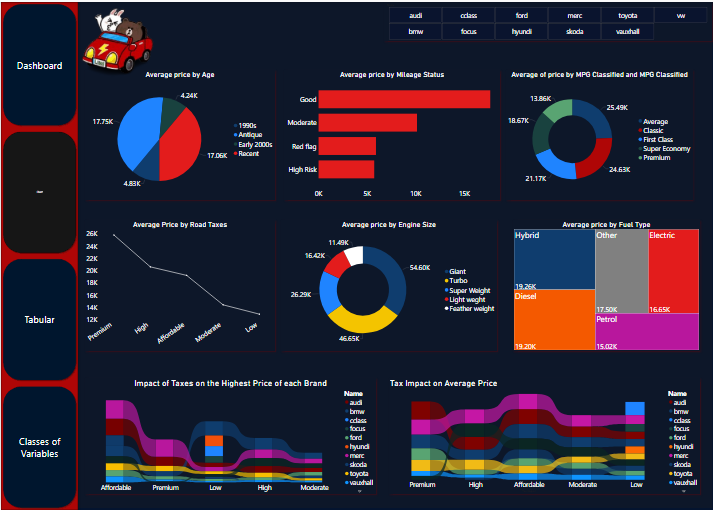 audi cclass ford merc toyota vw
bmw focus hyundi skoda vauxhall
Dashboard
Tabular
Classes of
Variables
Average price by Age
4.24K
17.75K
17.06K
4.83K
1990s
Antique
Early 2000s
Recent
Average price by Mileage Status
Good
Moderate
Red flag
High Risk
0K 5K 10K 15K
Average of price by MPG Classified and MPG Classified
13.86K
25.49K
18.67K
24.63K
21.17K
Average
Classic
First Class
Super Economy
Premium
Average Price by Road Taxes
26K
24K
22K
20K
18K
16K
14K
12K
Premium
High
Affordable
Moderate
Low
Average price by Engine Size
11.49K
16.42K
54.60K
26.29K
46.65K
Giant
Turbo
Super Weight
Light weght
Feather weight
Average price by Fuel Type
Hybrid
19.26K
Diesel
19.20K
Other
17.50K
Electric
16.65K
Petrol
15.02K
Impact of Taxes on the Highest Price of each Brand
Affordable Premium Low High Moderate
Name
audi
bmw
cclass
focus
ford
hyundi
merc
skoda
toyota
vauxhall
Tax Impact on Average Price
Premium High Affordable Moderate Low
Name
audi
bmw
cclass
focus
ford
hyundi
merc
skoda
toyota
vauxhall